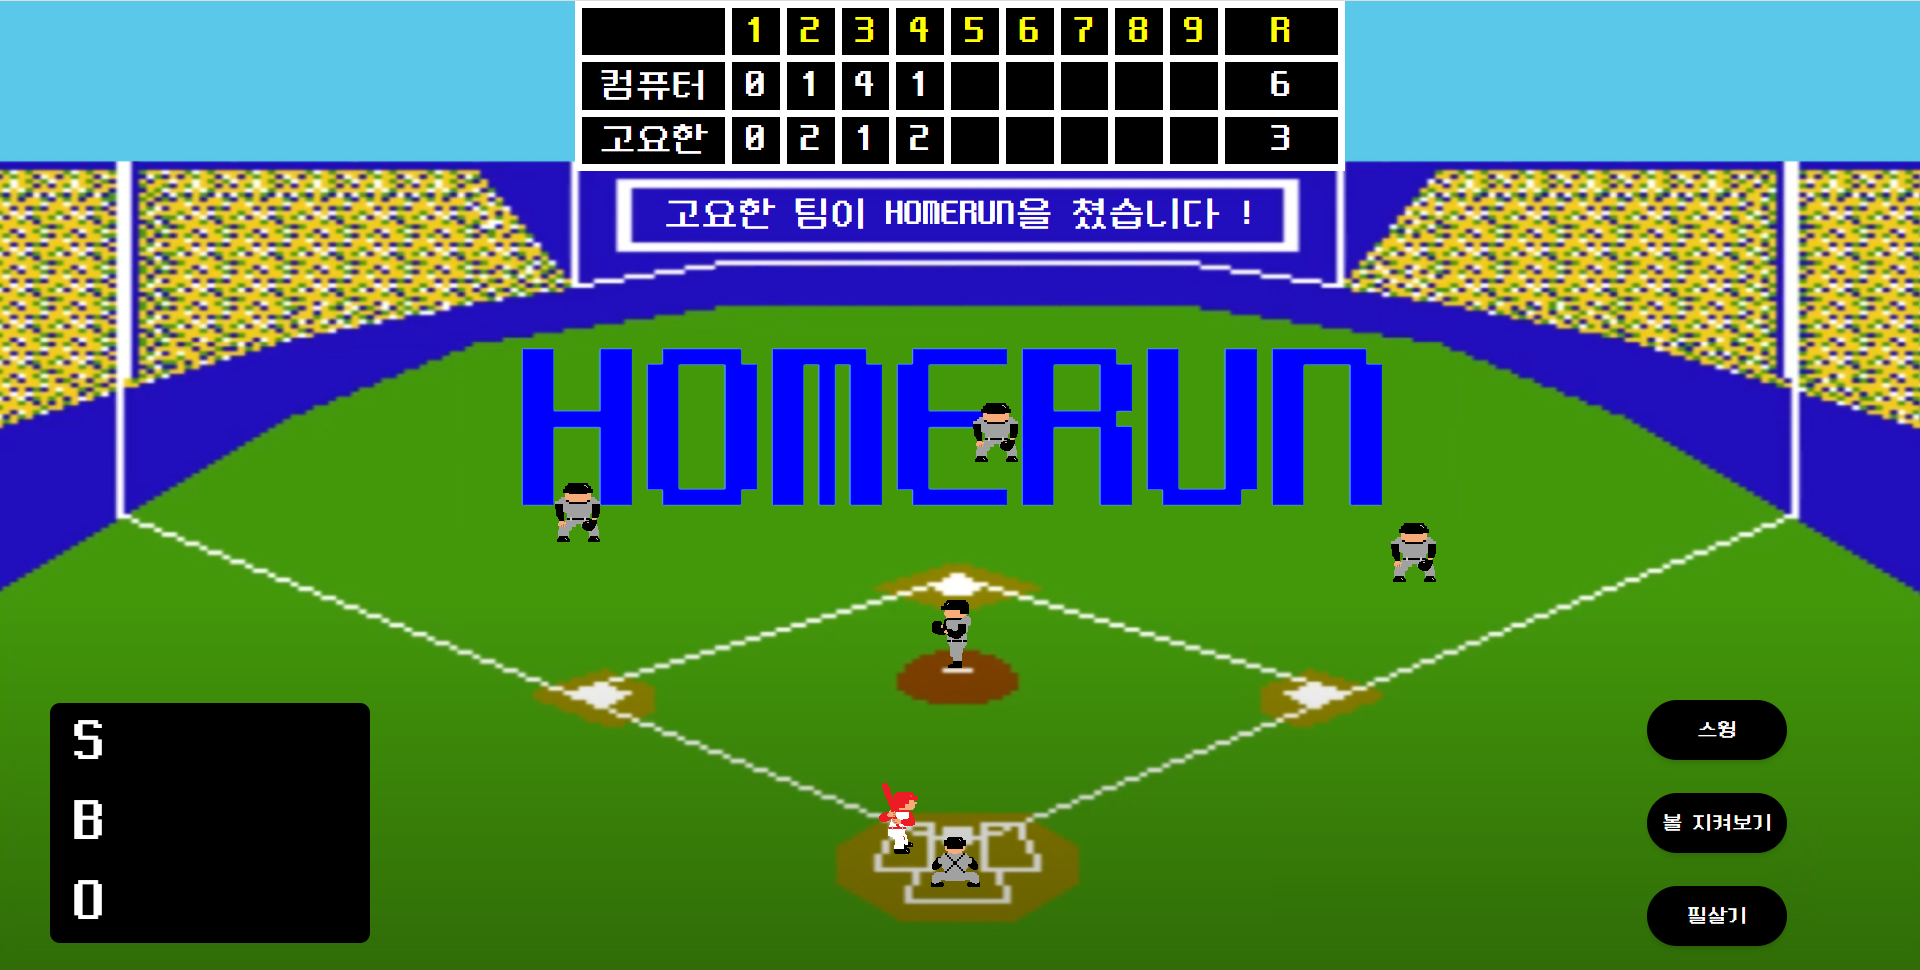 1 2 3 4 5 6 7 8 9 R
컴퓨터 0 1 4 1 6
고요한 0 2 1 2 3
고요한 팀이 HOMERUN을 쳤습니다 !
HOMERUN
S
B
O
스윙
볼 지켜보기
필살기